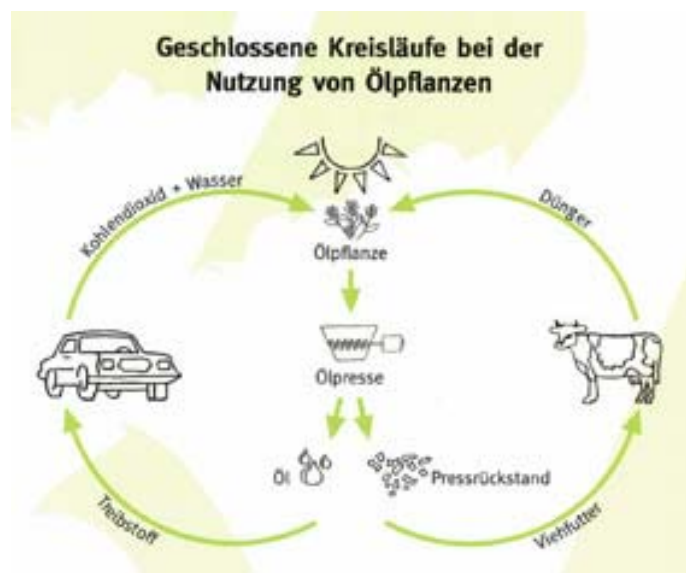 Geschlossene Kreisläufe bei der
Nutzung von Ölpflanzen
Kohlendioxid + Wasser
Dünger
Ölpflanze
Ölpresse
Öl
Pressrückstand
Treibstoff
Viehfutter